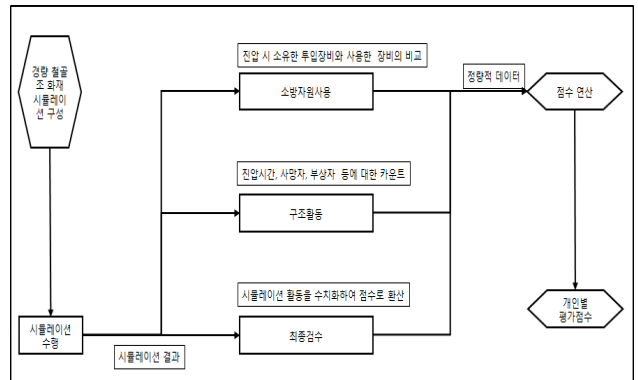 경량 철골
조 화재
시뮬레이
션 구성
진압 시 소유한 투입장비와 사용한 장비의 비교
소방자원사용
정량적 데이터
점수 연산
진압시간, 사망자, 부상자 등에 대한 카운트
구조활동
시뮬레이션 활동을 수치화하여 점수로 환산
시뮬레이션
수행
시뮬레이션 결과
최종검수
개인별
평가점수